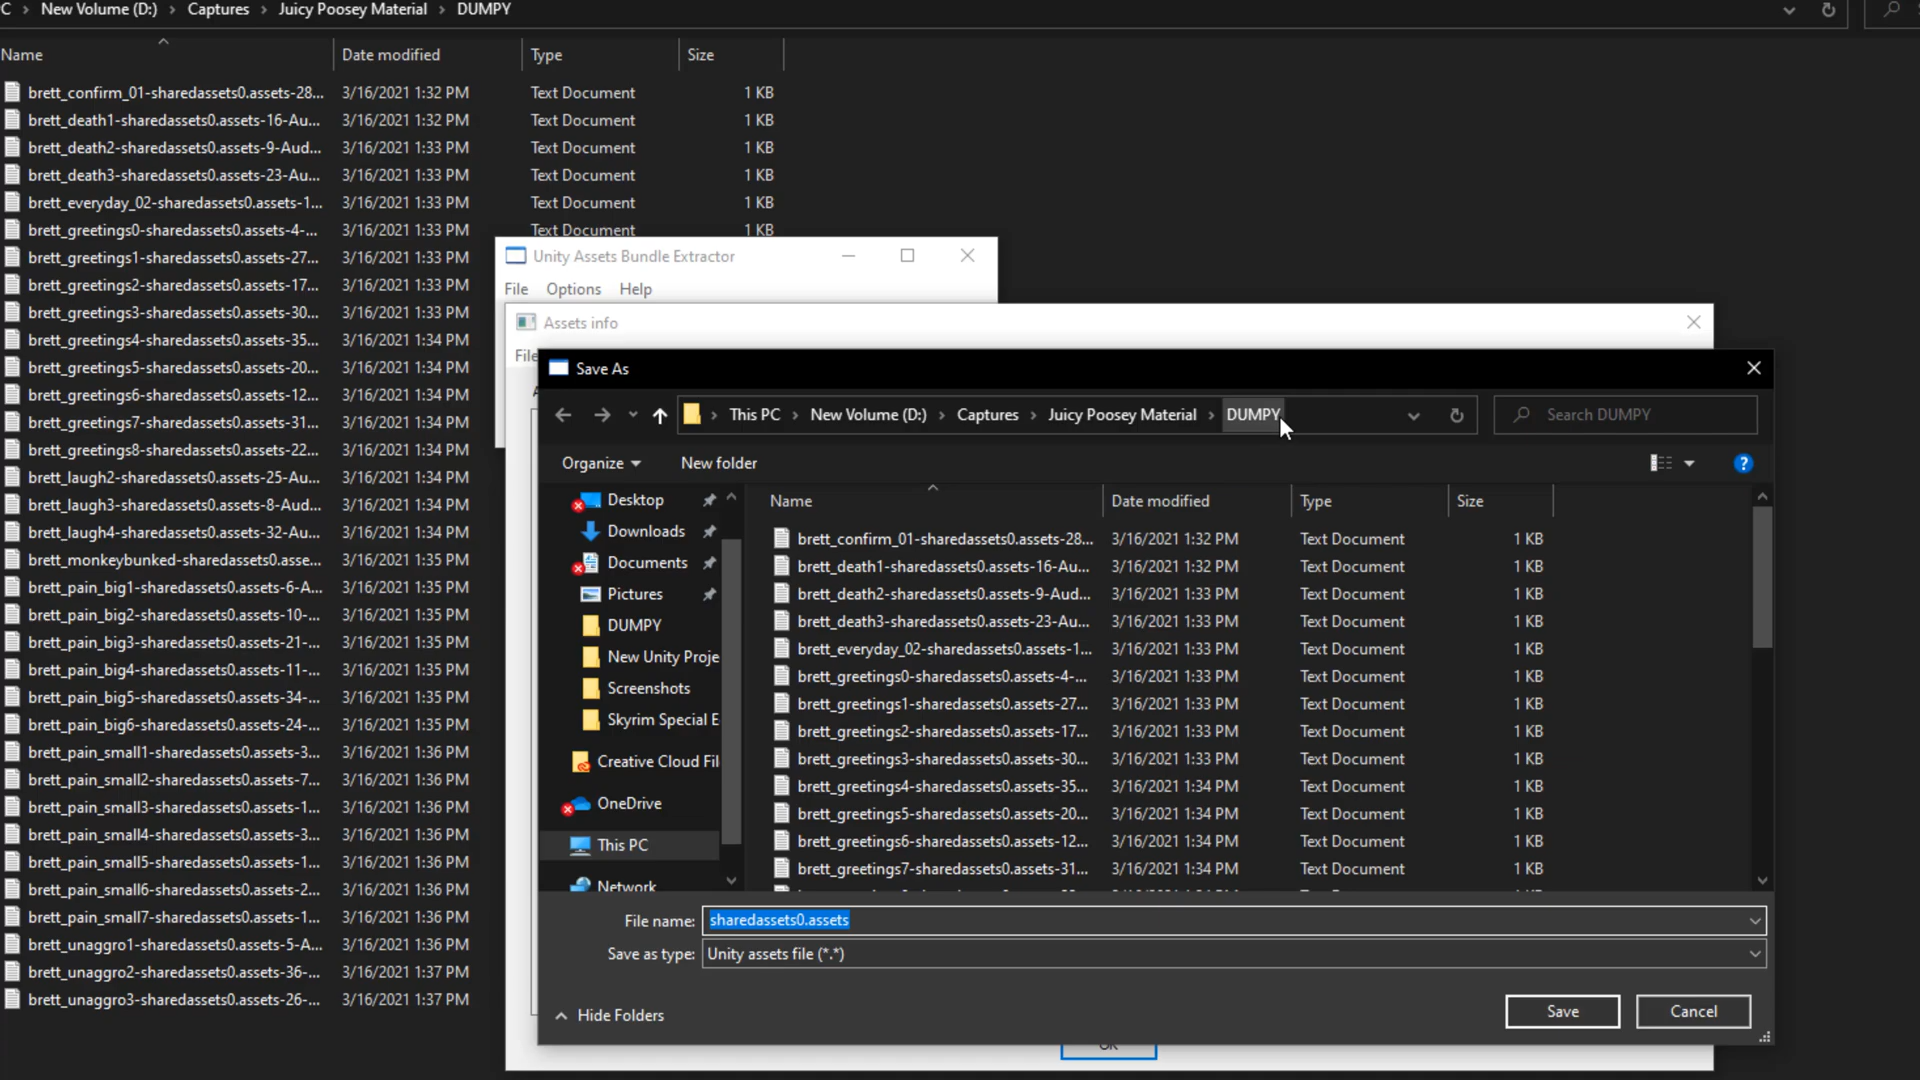 C > New Volume (D:) > Captures > Juicy Poosey Material > DUMPY
Name Date modified Type Size
brett_confirm_01-sharedassets0.assets-28... 3/16/2021 1:32 PM Text Document 1 KB
brett_death1-sharedassets0.assets-16-Au... 3/16/2021 1:32 PM Text Document 1 KB
brett_death2-sharedassets0.assets-9-Aud... 3/16/2021 1:33 PM Text Document 1 KB
brett_death3-sharedassets0.assets-23-Au... 3/16/2021 1:33 PM Text Document 1 KB
brett_everyday_02-sharedassets0.assets-1... 3/16/2021 1:33 PM Text Document 1 KB
brett_greetings0-sharedassets0.assets-4-... 3/16/2021 1:33 PM Text Document 1 KB
brett_greetings1-sharedassets0.assets-27... 3/16/2021 1:33 PM
brett_greetings2-sharedassets0.assets-17... 3/16/2021 1:33 PM
brett_greetings3-sharedassets0.assets-30... 3/16/2021 1:33 PM
brett_greetings4-sharedassets0.assets-35... 3/16/2021 1:34 PM
brett_greetings5-sharedassets0.assets-20... 3/16/2021 1:34 PM
brett_greetings6-sharedassets0.assets-12... 3/16/2021 1:34 PM
brett_greetings7-sharedassets0.assets-31... 3/16/2021 1:34 PM
brett_greetings8-sharedassets0.assets-22... 3/16/2021 1:34 PM
brett_laugh2-sharedassets0.assets-25-Au... 3/16/2021 1:34 PM
brett_laugh3-sharedassets0.assets-8-Aud... 3/16/2021 1:34 PM
brett_laugh4-sharedassets0.assets-32-Au... 3/16/2021 1:34 PM
brett_monkeybunked-sharedassets0.asse... 3/16/2021 1:35 PM
brett_pain_big1-sharedassets0.assets-6-A... 3/16/2021 1:35 PM
brett_pain_big2-sharedassets0.assets-10-... 3/16/2021 1:35 PM
brett_pain_big3-sharedassets0.assets-21-... 3/16/2021 1:35 PM
brett_pain_big4-sharedassets0.assets-11-... 3/16/2021 1:35 PM
brett_pain_big5-sharedassets0.assets-34-... 3/16/2021 1:35 PM
brett_pain_big6-sharedassets0.assets-24-... 3/16/2021 1:35 PM
brett_pain_small1-sharedassets0.assets-3... 3/16/2021 1:36 PM
brett_pain_small2-sharedassets0.assets-7... 3/16/2021 1:36 PM
brett_pain_small3-sharedassets0.assets-1... 3/16/2021 1:36 PM
brett_pain_small4-sharedassets0.assets-3... 3/16/2021 1:36 PM
brett_pain_small5-sharedassets0.assets-1... 3/16/2021 1:36 PM
brett_pain_small6-sharedassets0.assets-2... 3/16/2021 1:36 PM
brett_pain_small7-sharedassets0.assets-1... 3/16/2021 1:36 PM
brett_unaggro1-sharedassets0.assets-5-A... 3/16/2021 1:36 PM
brett_unaggro2-sharedassets0.assets-36-... 3/16/2021 1:37 PM
brett_unaggro3-sharedassets0.assets-26-... 3/16/2021 1:37 PM
Unity Assets Bundle Extractor
File Options Help
Assets info
File
Save As
This PC > New Volume (D:) > Captures > Juicy Poosey Material > DUMPY
Search DUMPY
Organize New folder
Desktop
Downloads
Documents
Pictures
DUMPY
New Unity Proje
Screenshots
Skyrim Special E
Creative Cloud Fil
OneDrive
This PC
Network
Name Date modified Type Size
brett_confirm_01-sharedassets0.assets-28... 3/16/2021 1:32 PM Text Document 1 KB
brett_death1-sharedassets0.assets-16-Au... 3/16/2021 1:32 PM Text Document 1 KB
brett_death2-sharedassets0.assets-9-Aud... 3/16/2021 1:33 PM Text Document 1 KB
brett_death3-sharedassets0.assets-23-Au... 3/16/2021 1:33 PM Text Document 1 KB
brett_everyday_02-sharedassets0.assets-1... 3/16/2021 1:33 PM Text Document 1 KB
brett_greetings0-sharedassets0.assets-4-... 3/16/2021 1:33 PM Text Document 1 KB
brett_greetings1-sharedassets0.assets-27... 3/16/2021 1:33 PM Text Document 1 KB
brett_greetings2-sharedassets0.assets-17... 3/16/2021 1:33 PM Text Document 1 KB
brett_greetings3-sharedassets0.assets-30... 3/16/2021 1:33 PM Text Document 1 KB
brett_greetings4-sharedassets0.assets-35... 3/16/2021 1:34 PM Text Document 1 KB
brett_greetings5-sharedassets0.assets-20... 3/16/2021 1:34 PM Text Document 1 KB
brett_greetings6-sharedassets0.assets-12... 3/16/2021 1:34 PM Text Document 1 KB
brett_greetings7-sharedassets0.assets-31... 3/16/2021 1:34 PM Text Document 1 KB
File name: sharedassets0.assets
Save as type: Unity assets file (*.*)
Hide Folders
Save Cancel
OK